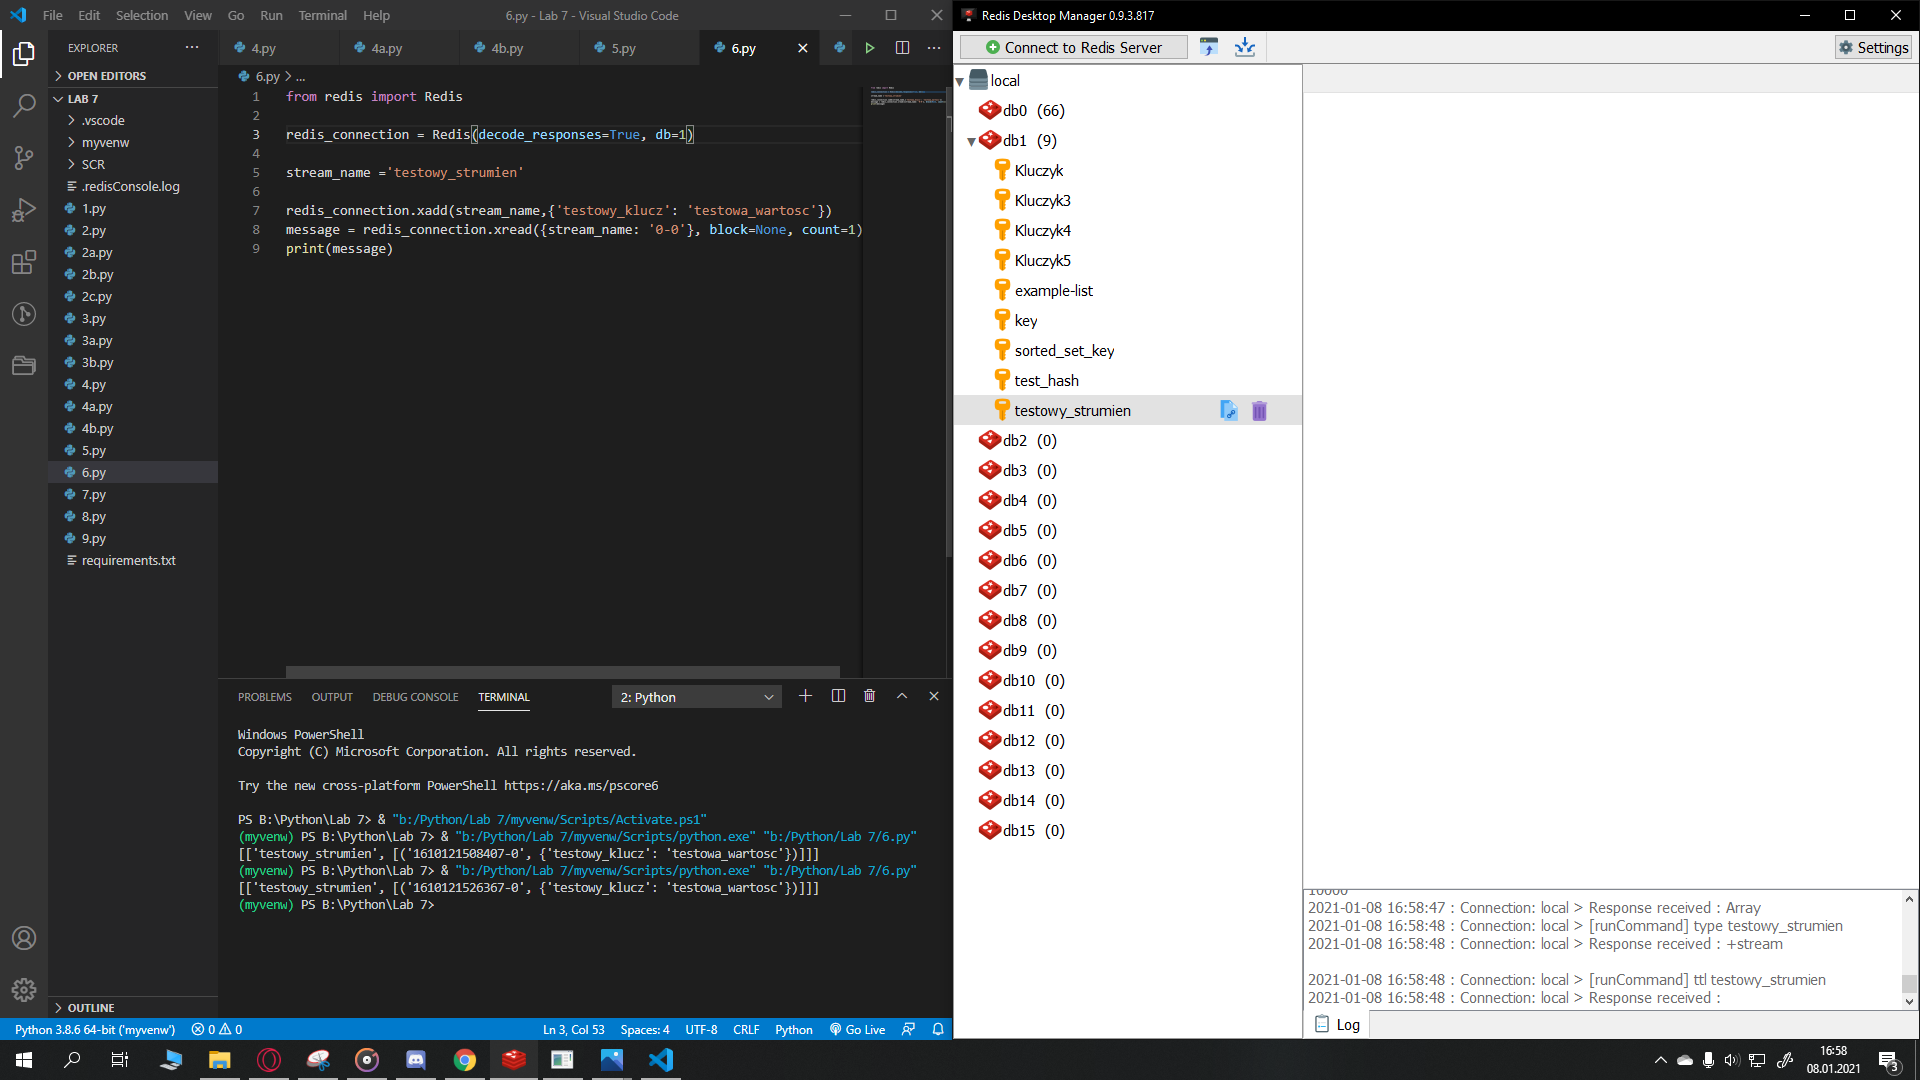 File Edit Selection View Go Run Terminal Help
6.py - Lab 7 - Visual Studio Code
EXPLORER
4.py
4a.py
4b.py
5.py
6.py
OPEN EDITORS
LAB 7
.vscode
myvenw
SCR
.redisConsole.log
1.py
2.py
2a.py
2b.py
2c.py
3.py
3a.py
3b.py
4.py
4a.py
4b.py
5.py
6.py
7.py
8.py
9.py
requirements.txt
OUTLINE
6.py > ...
1 from redis import Redis
2
3 redis_connection = Redis(decode_responses=True, db=1)
4
5 stream_name ='testowy_strumien'
6
7 redis_connection.xadd(stream_name,{'testowy_klucz': 'testowa_wartosc'})
8 message = redis_connection.xread({stream_name: '0-0'}, block=None, count=1)
9 print(message)
PROBLEMS OUTPUT DEBUG CONSOLE TERMINAL
2: Python
Windows PowerShell
Copyright (C) Microsoft Corporation. All rights reserved.
Try the new cross-platform PowerShell https://aka.ms/pscore6
PS B:\Python\Lab 7> & "b:/Python/Lab 7/myvenw/Scripts/Activate.ps1"
(myvenw) PS B:\Python\Lab 7> & "b:/Python/Lab 7/myvenw/Scripts/python.exe" "b:/Python/Lab 7/6.py"
[['testowy_strumien', [('1610121508407-0', {'testowy_klucz': 'testowa_wartosc'})]]]
(myvenw) PS B:\Python\Lab 7> & "b:/Python/Lab 7/myvenw/Scripts/python.exe" "b:/Python/Lab 7/6.py"
[['testowy_strumien', [('1610121526367-0', {'testowy_klucz': 'testowa_wartosc'})]]]
(myvenw) PS B:\Python\Lab 7>
Python 3.8.6 64-bit ('myvenw') 0 0
Ln 3, Col 53 Spaces: 4 UTF-8 CRLF Python Go Live
Redis Desktop Manager 0.9.3.817
Connect to Redis Server
Settings
local
db0 (66)
db1 (9)
Kluczyk
Kluczyk3
Kluczyk4
Kluczyk5
example-list
key
sorted_set_key
test_hash
testowy_strumien
db2 (0)
db3 (0)
db4 (0)
db5 (0)
db6 (0)
db7 (0)
db8 (0)
db9 (0)
db10 (0)
db11 (0)
db12 (0)
db13 (0)
db14 (0)
db15 (0)
10000
2021-01-08 16:58:47 : Connection: local > Response received : Array
2021-01-08 16:58:48 : Connection: local > [runCommand] type testowy_strumien
2021-01-08 16:58:48 : Connection: local > Response received : +stream
2021-01-08 16:58:48 : Connection: local > [runCommand] ttl testowy_strumien
2021-01-08 16:58:48 : Connection: local > Response received :
Log
16:58
08.01.2021
3